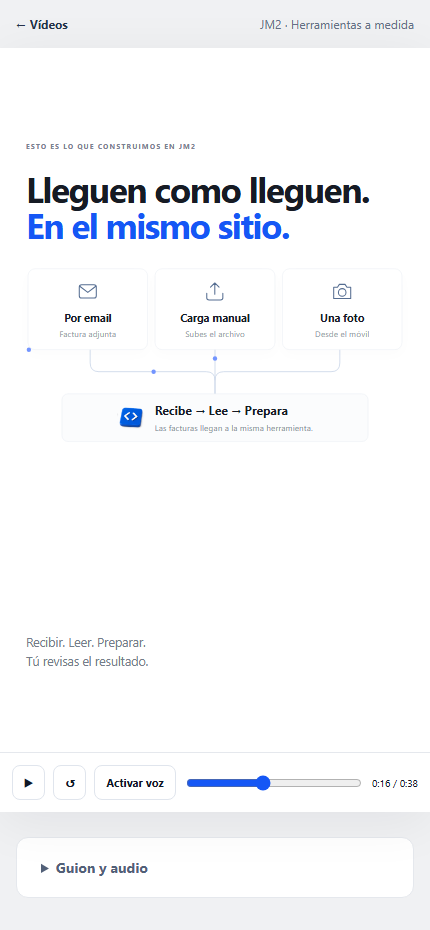 ← Vídeos
JM2 · Herramientas a medida
ESTO ES LO QUE CONSTRUIMOS EN JM2
Lleguen como lleguen.
En el mismo sitio.
Por email
Factura adjunta
Carga manual
Subes el archivo
Una foto
Desde el móvil
Recibe → Lee → Prepara
Las facturas llegan a la misma herramienta.
Recibir. Leer. Preparar.
Tú revisas el resultado.
▶ ↺ Activar voz 0:16 / 0:38
▶ Guion y audio